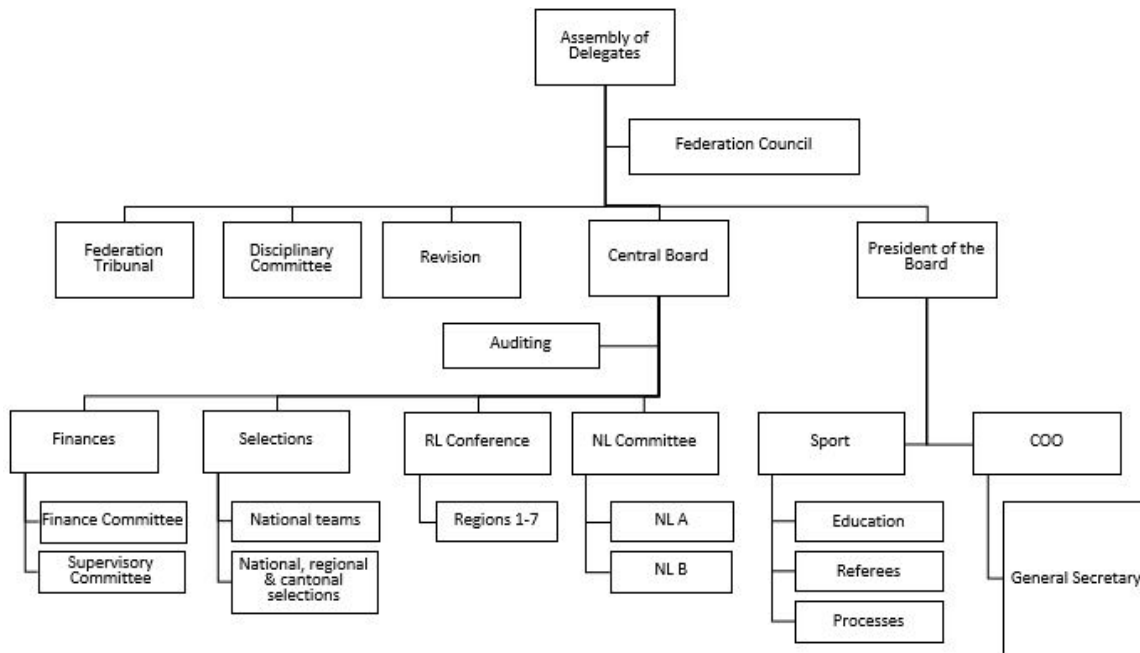 Assembly of
Delegates
Federation Council
Federation
Tribunal
Disciplinary
Committee
Revision
Central Board
President of the
Board
Auditing
Finances
Selections
RL Conference
NL Committee
Sport
COO
Finance Committee
Supervisory
Committee
National teams
National, regional
& cantonal
selections
Regions 1-7
NL A
NL B
Education
Referees
Processes
General Secretary